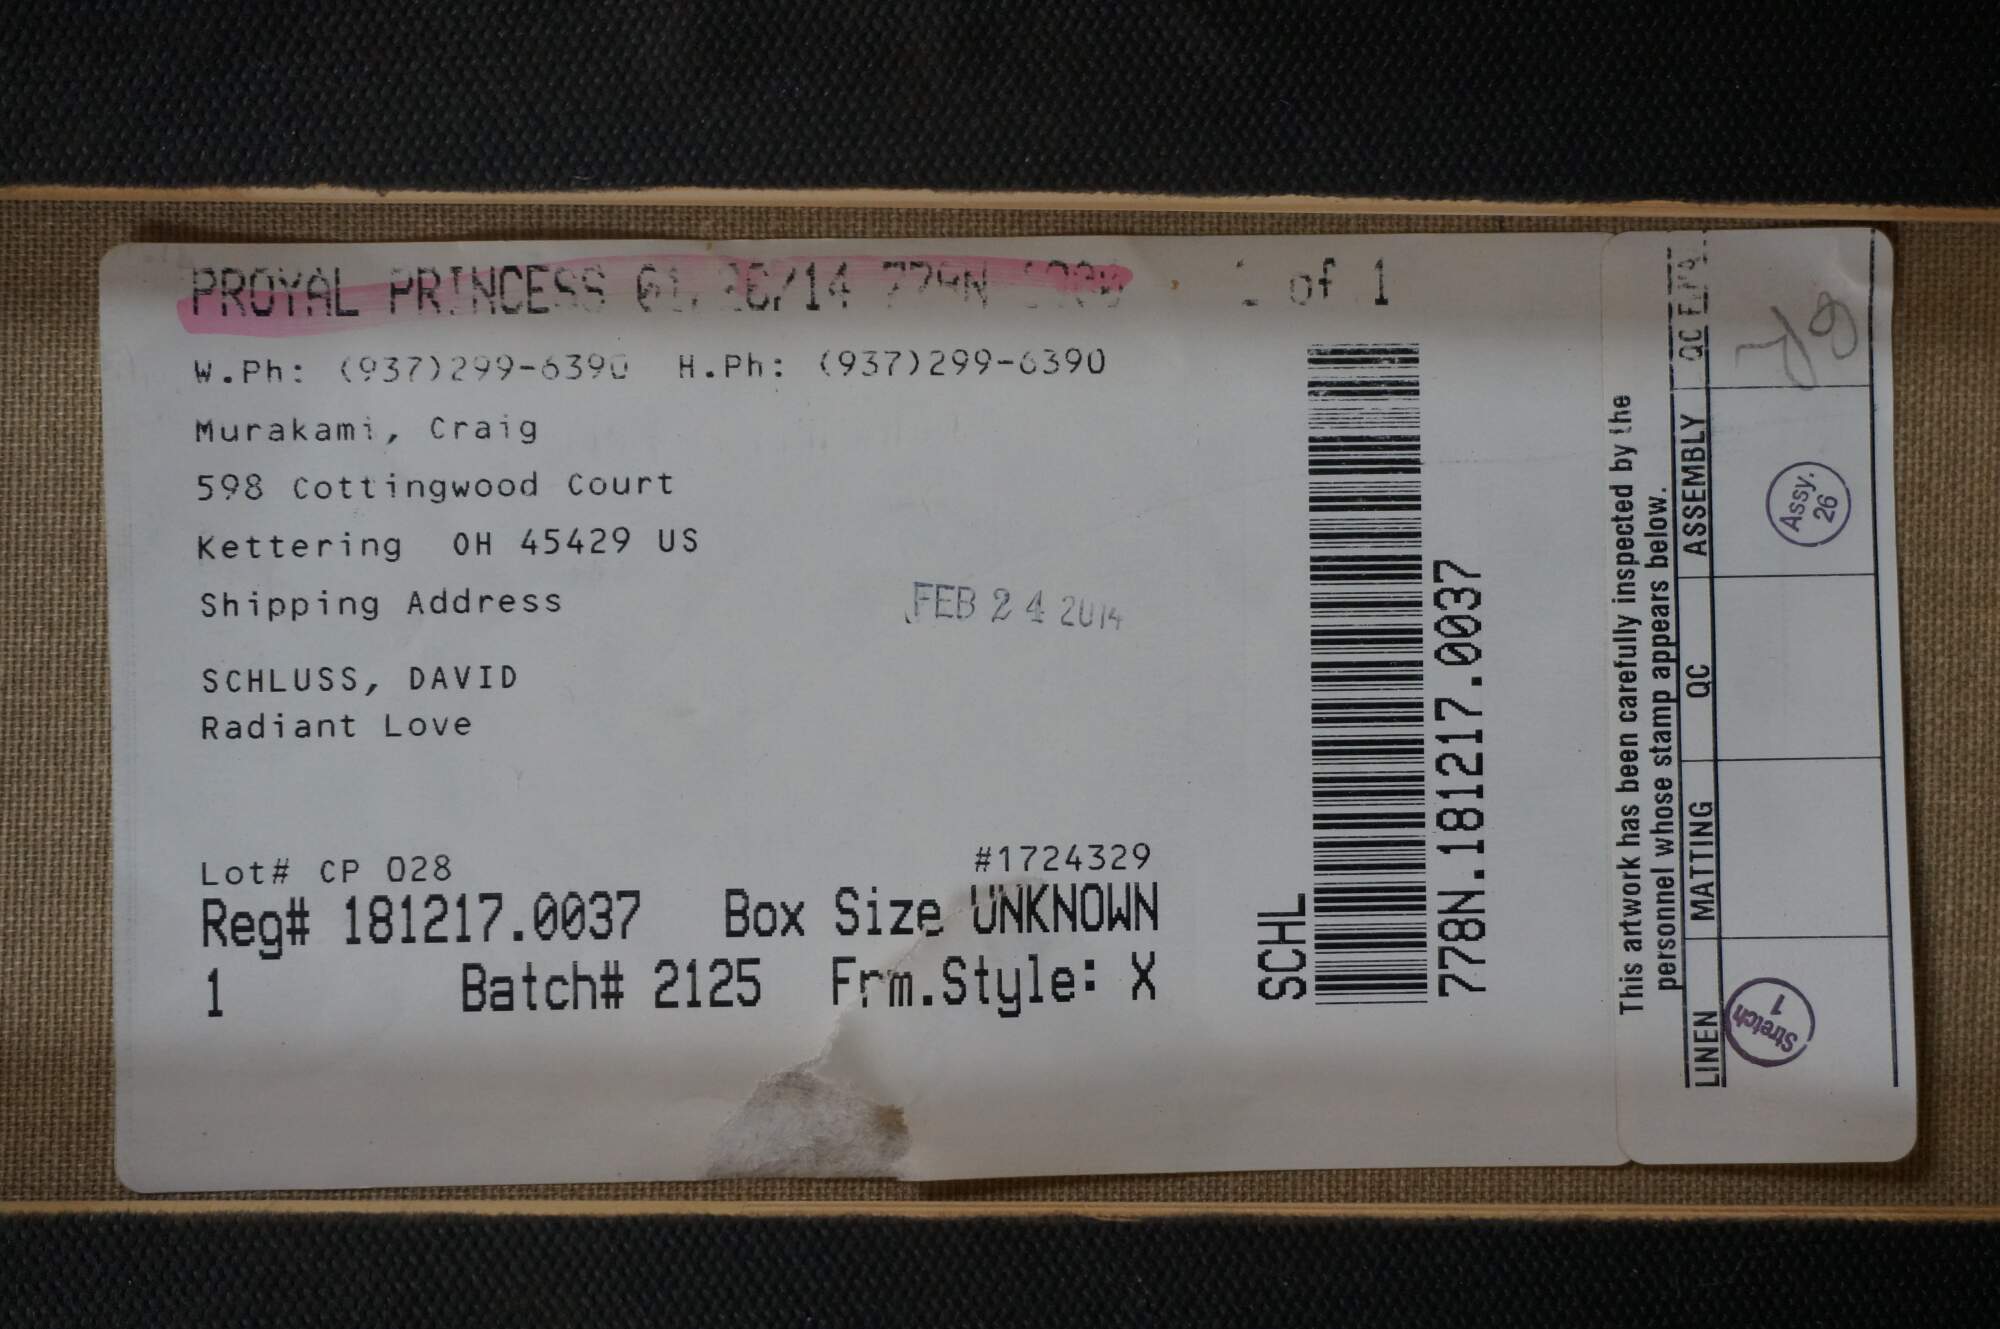 PROYAL PRINCESS 1 of 1
W.Ph: (937)299-6390 H.Ph: (937)299-6390
Murakami, Craig
598 Cottingwood Court
Kettering OH 45429 US
Shipping Address
FEB 24 2014
SCHLUSS, DAVID
Radiant Love
Lot# CP 028
#1724329
Reg# 181217.0037 Box Size UNKNOWN
1 Batch# 2125 Frm.Style: X
SCHL
778N.181217.0037
This artwork has been carefully inspected by the
personnel whose stamp appears below.
LINEN MATTING QC ASSEMBLY QC
Stretch
1
Assy.
26